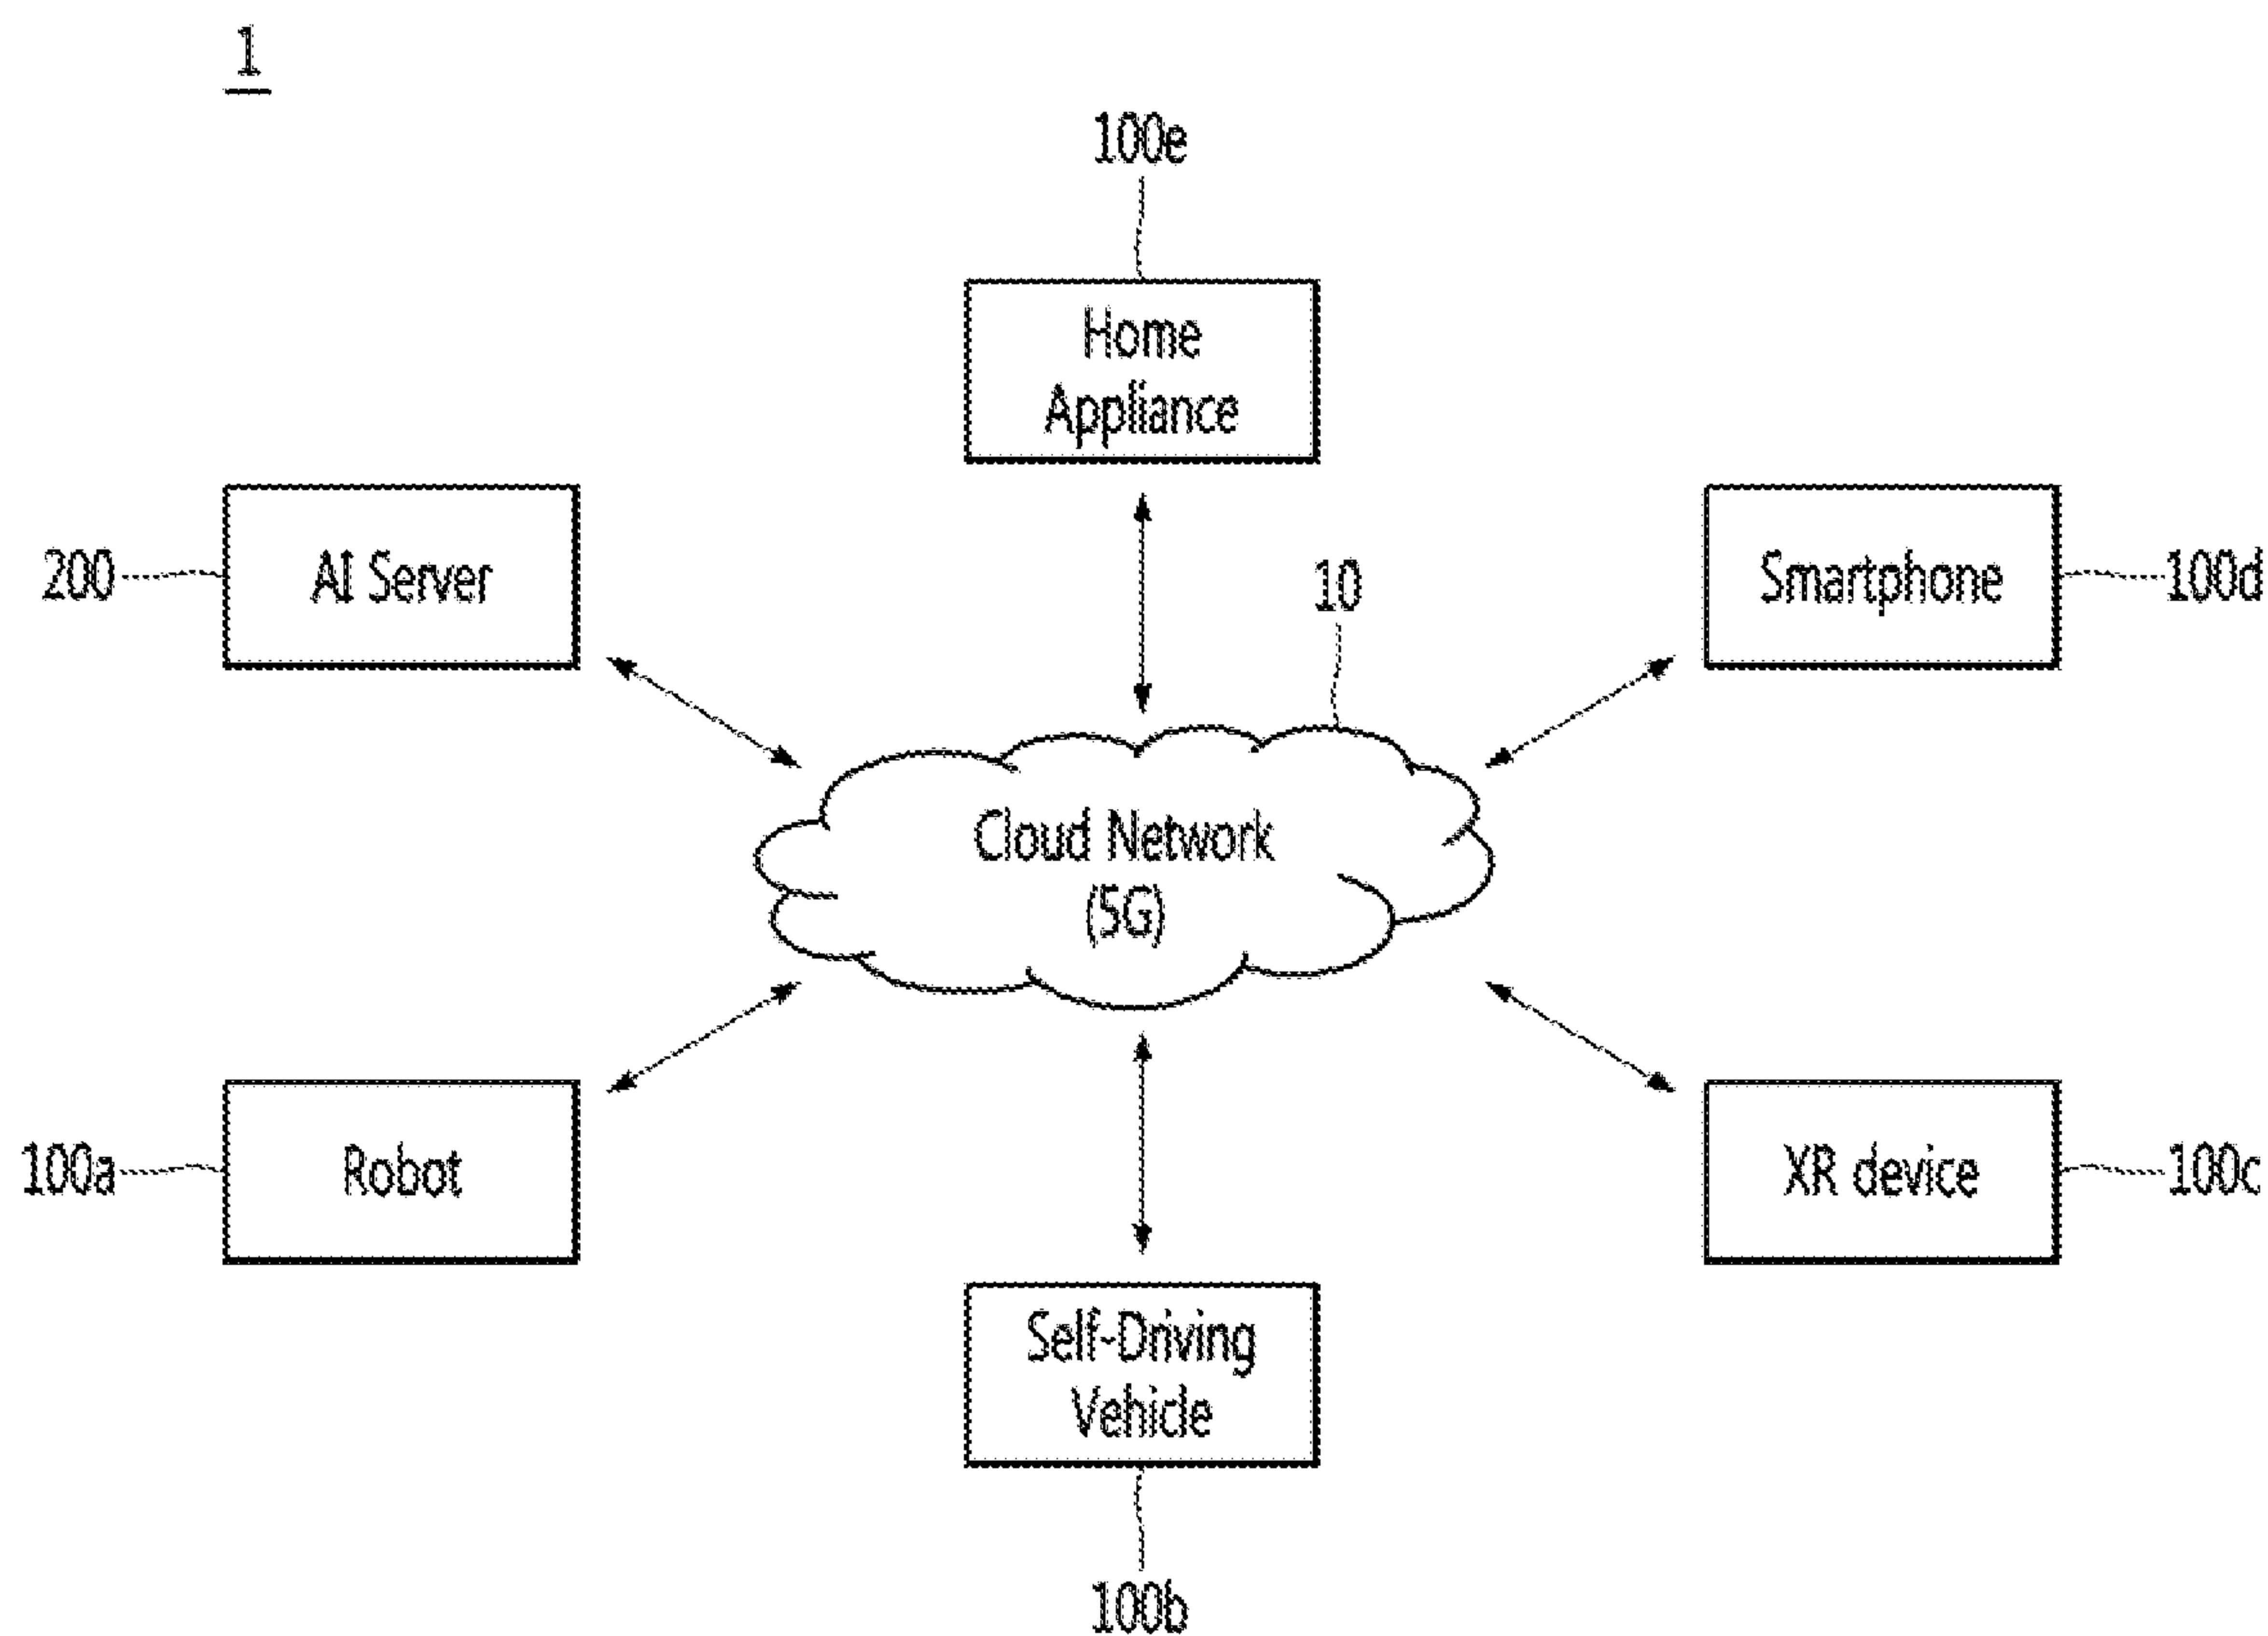 1
100e
Home
Appliance
200
AI Server
10
Smartphone
100d
Cloud Network
(5G)
100a
Robot
XR device
100c
Self-Driving
Vehicle
100b